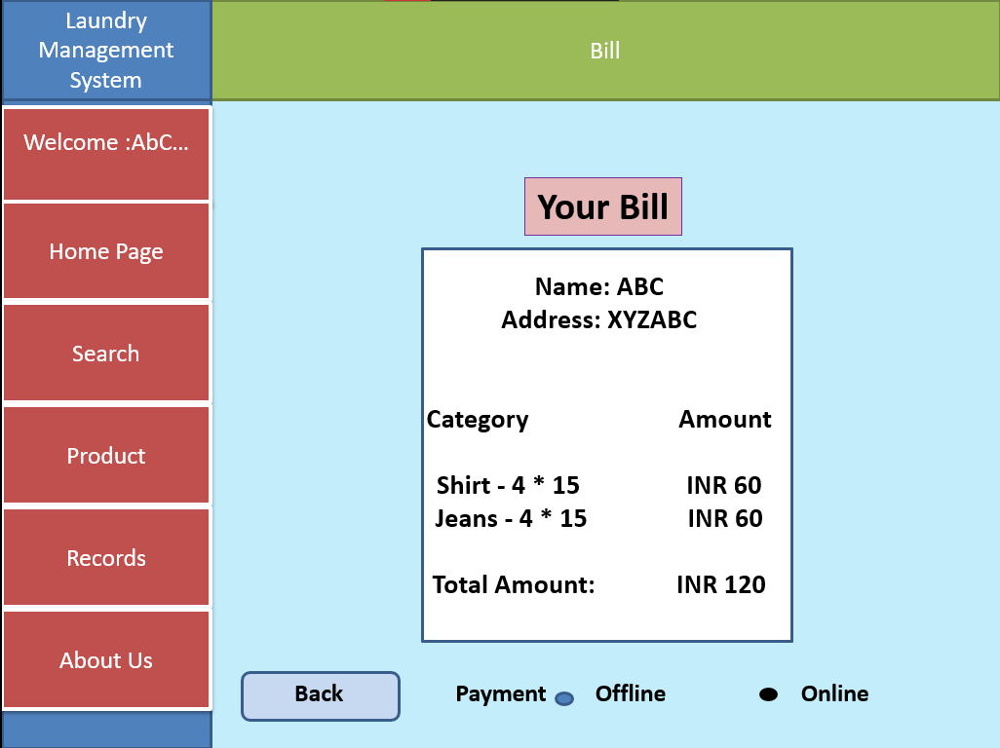 Laundry
Management
System
Bill
Welcome :AbC...
Home Page
Search
Product
Records
About Us
Your Bill
Name: ABC
Address: XYZABC
Category Amount
Shirt - 4 * 15 INR 60
Jeans - 4 * 15 INR 60
Total Amount: INR 120
Back
Payment Offline Online